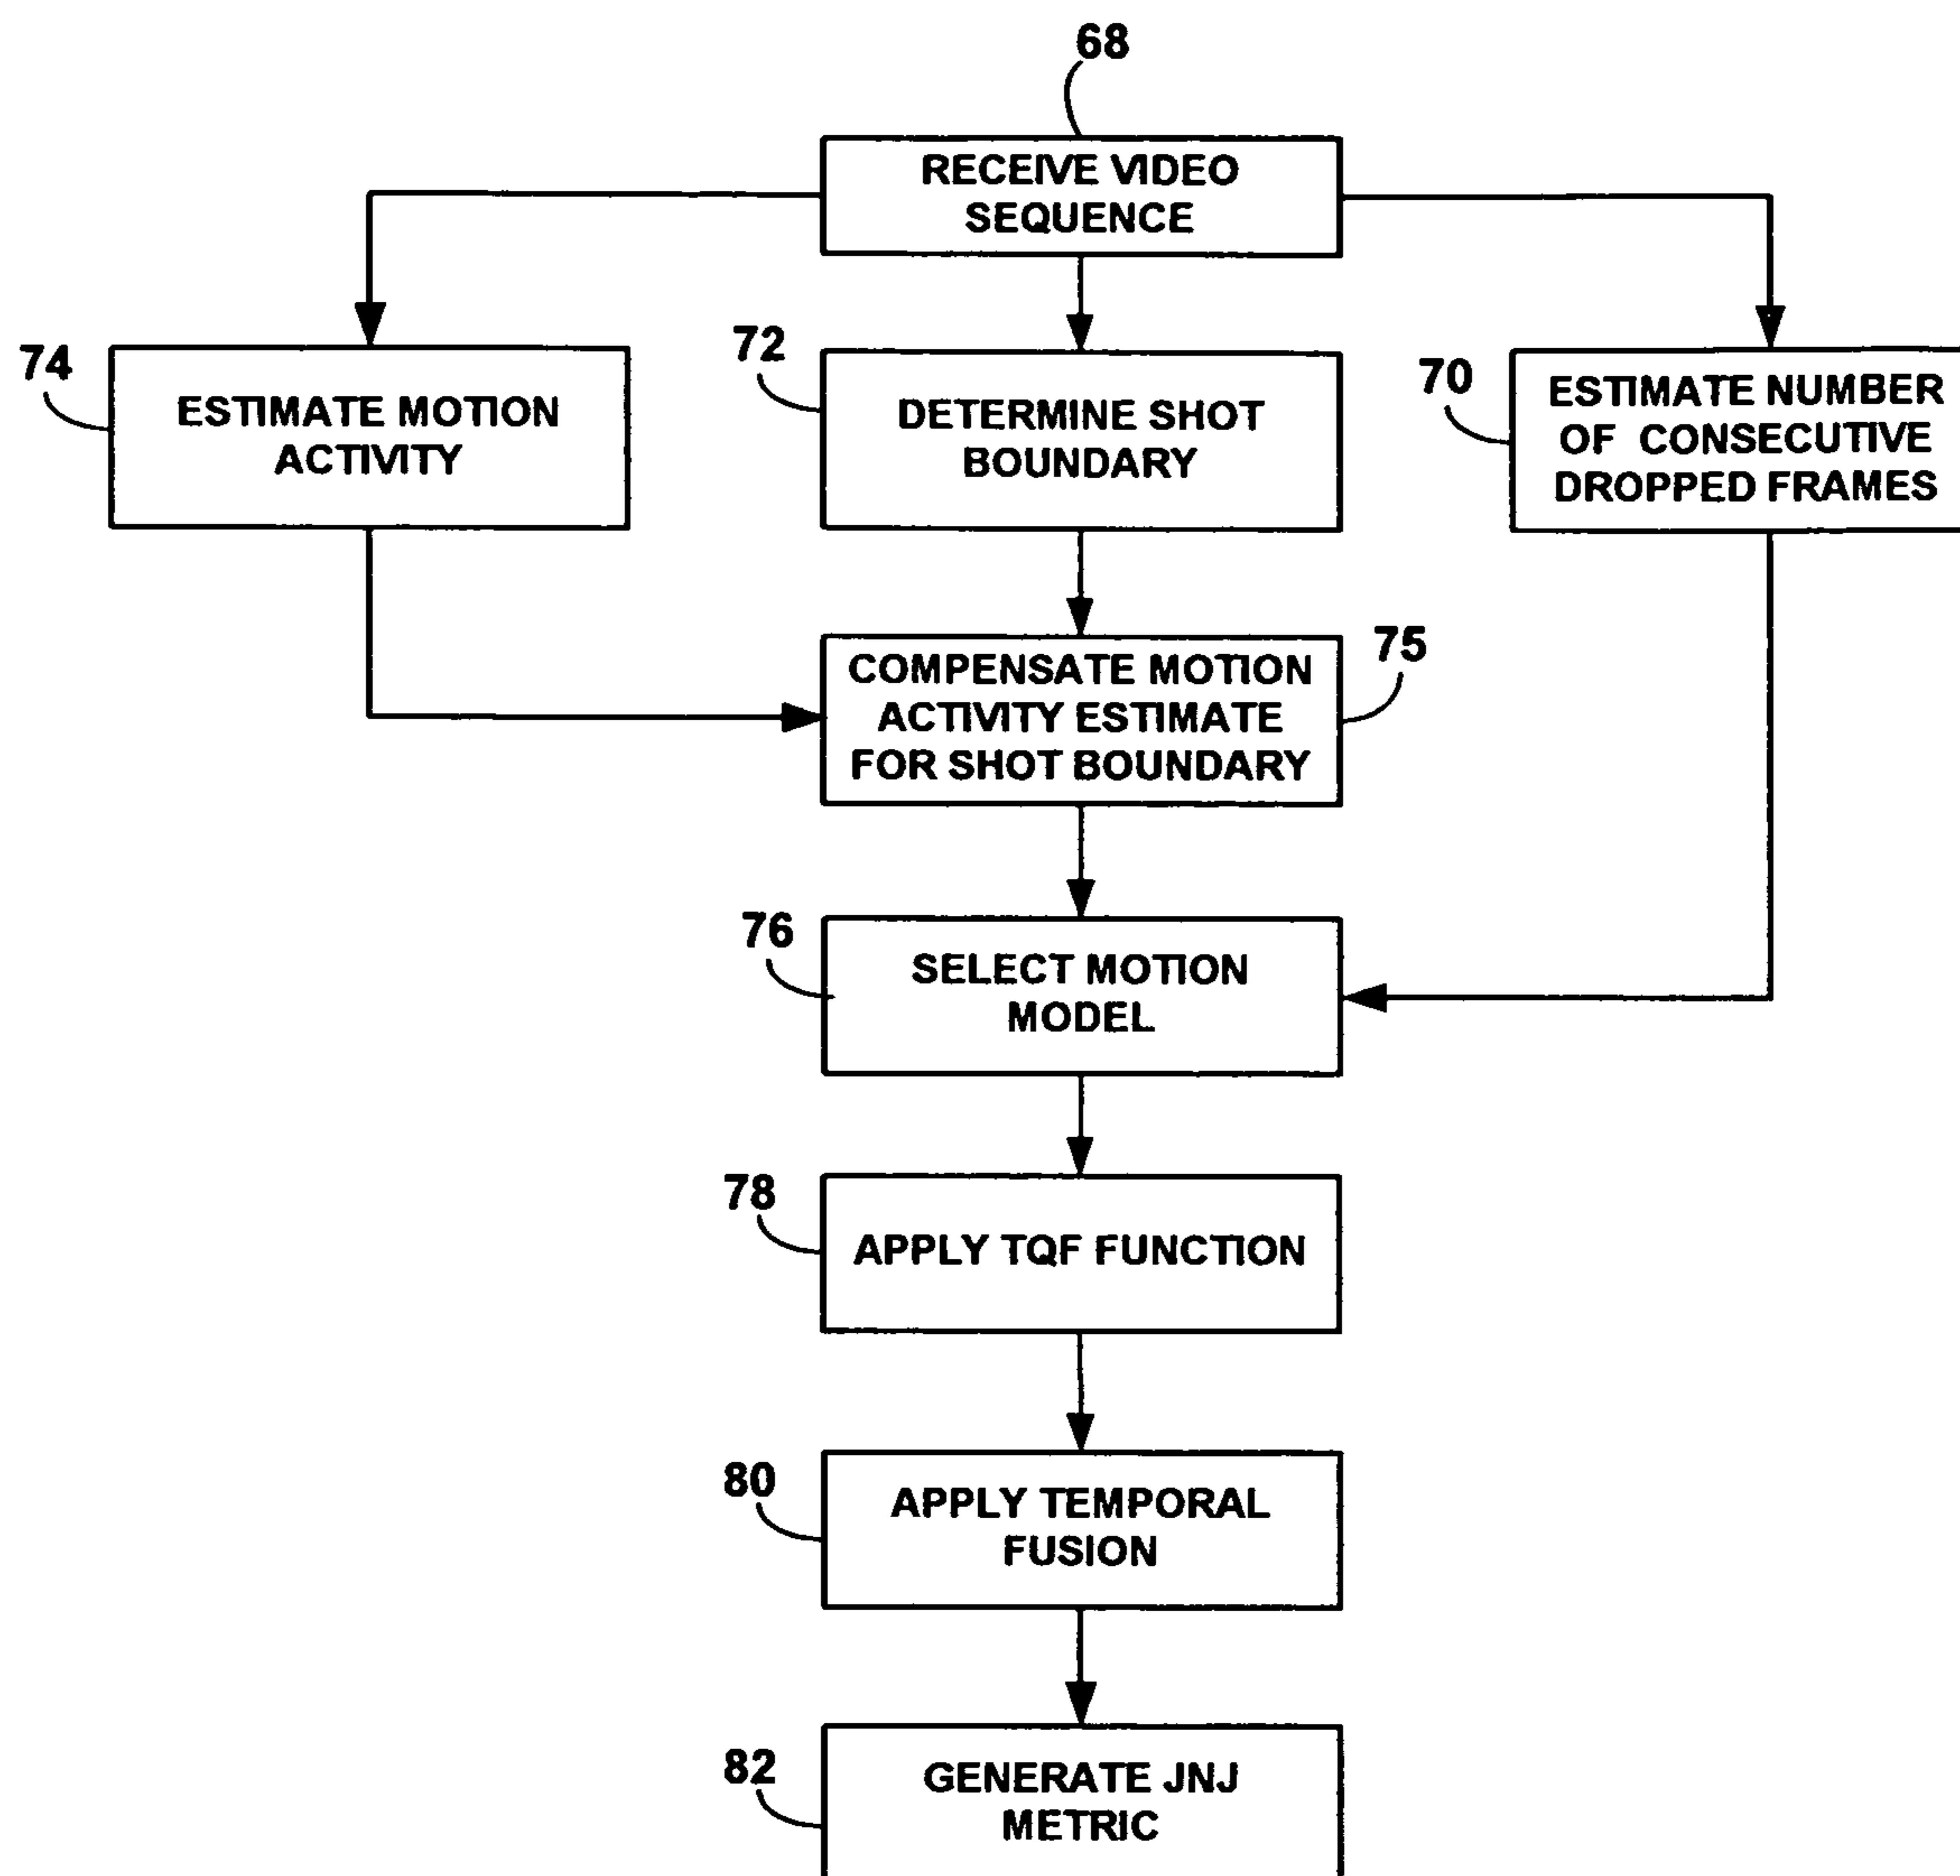 68
RECEIVE VIDEO
SEQUENCE
74
ESTIMATE MOTION
ACTIVITY
72
DETERMINE SHOT
BOUNDARY
70
ESTIMATE NUMBER
OF CONSECUTIVE
DROPPED FRAMES
75
COMPENSATE MOTION
ACTIVITY ESTIMATE
FOR SHOT BOUNDARY
76
SELECT MOTION
MODEL
78
APPLY TQF FUNCTION
80
APPLY TEMPORAL
FUSION
82
GENERATE JNJ
METRIC